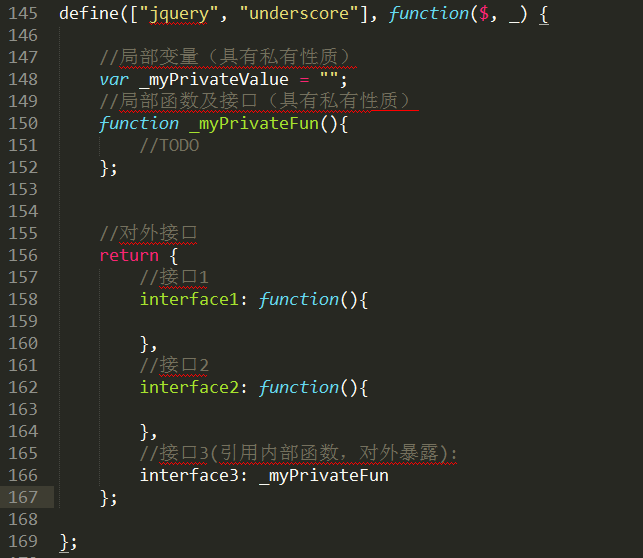 145 define(["jquery", "underscore"], function($, _) {
146
147 //局部变量（具有私有性质）
148 var _myPrivateValue = "";
149 //局部函数及接口（具有私有性质）
150 function _myPrivateFun(){
151 //TODO
152 };
153
154
155 //对外接口
156 return {
157 //接口1
158 interface1: function(){
159
160 },
161 //接口2
162 interface2: function(){
163
164 },
165 //接口3(引用内部函数，对外暴露):
166 interface3: _myPrivateFun
167 };
168
169 };